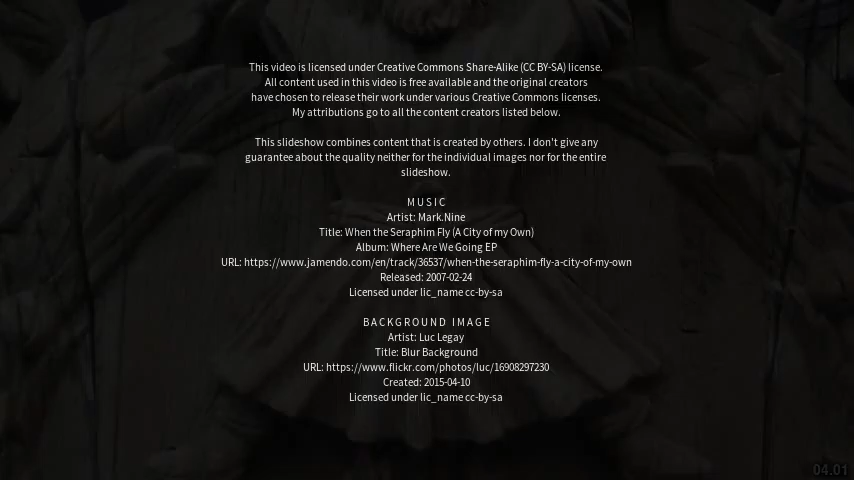 This video is licensed under Creative Commons Share-Alike (CC BY-SA) license.
All content used in this video is free available and the original creators
have chosen to release their work under various Creative Commons licenses.
My attributions go to all the content creators listed below.
This slideshow combines content that is created by others. I don't give any
guarantee about the quality neither for the individual images nor for the entire
slideshow.
MUSIC
Artist: Mark.Nine
Title: When the Seraphim Fly (A City of my Own)
Album: Where Are We Going EP
URL: https://www.jamendo.com/en/track/36537/when-the-seraphim-fly-a-city-of-my-own
Released: 2007-02-24
Licensed under lic_name cc-by-sa
BACKGROUND IMAGE
Artist: Luc Legay
Title: Blur Background
URL: https://www.flickr.com/photos/luc/16908297230
Created: 2015-04-10
Licensed under lic_name cc-by-sa
04.01